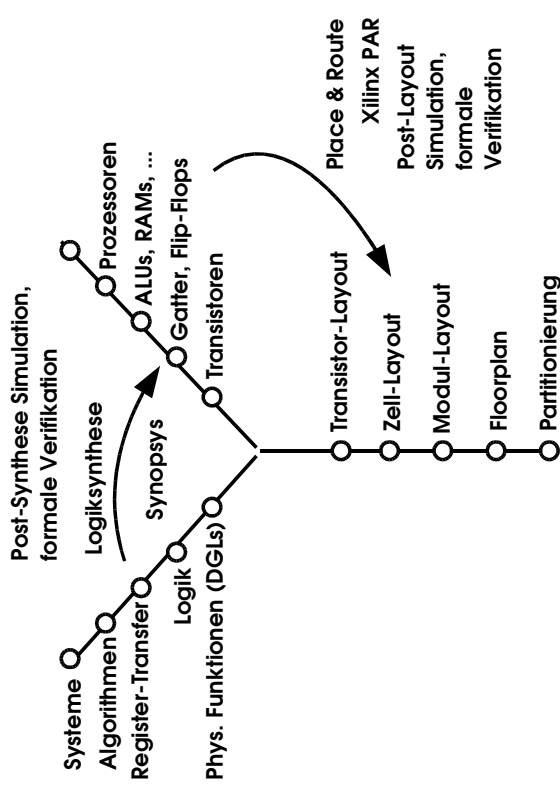 Post-Synthese Simulation,
formale Verifikation
Logiksynthese
Synopsys
Systeme
Algorithmen
Register-Transfer
Logik
Phys. Funktionen (DGLs)
Prozessoren
ALUs, RAMs, ...
Gatter, Flip-Flops
Transistoren
Place & Route
Xilinx PAR
Post-Layout
Simulation,
formale
Verifikation
Transistor-Layout
Zell-Layout
Modul-Layout
Floorplan
Partitionierung